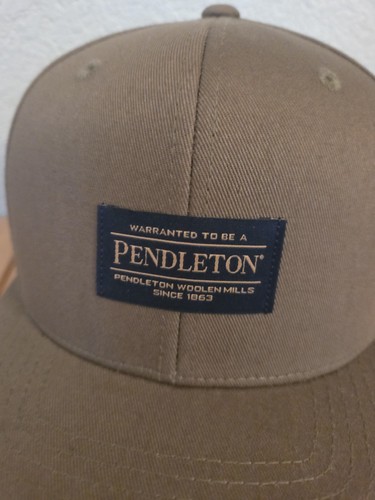 WARRANTED TO BE A
PENDLETON®
PENDLETON WOOLEN MILLS
SINCE 1863